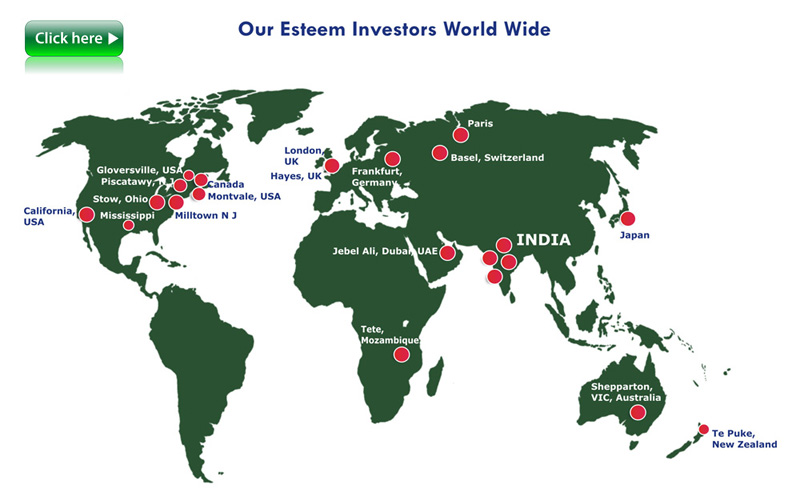 Our Esteem Investors World Wide
Click here
Paris
London,
UK
Basel, Switzerland
Gloversville, USA
Hayes, UK
Frankfurt,
Germany
Piscatawy, N J
Canada
Stow, Ohio
Montvale, USA
California,
USA
Mississippi
Milltown N J
Japan
INDIA
Jebel Ali, Dubai, UAE
Tete,
Mozambique
Shepparton,
VIC, Australia
Te Puke,
New Zealand